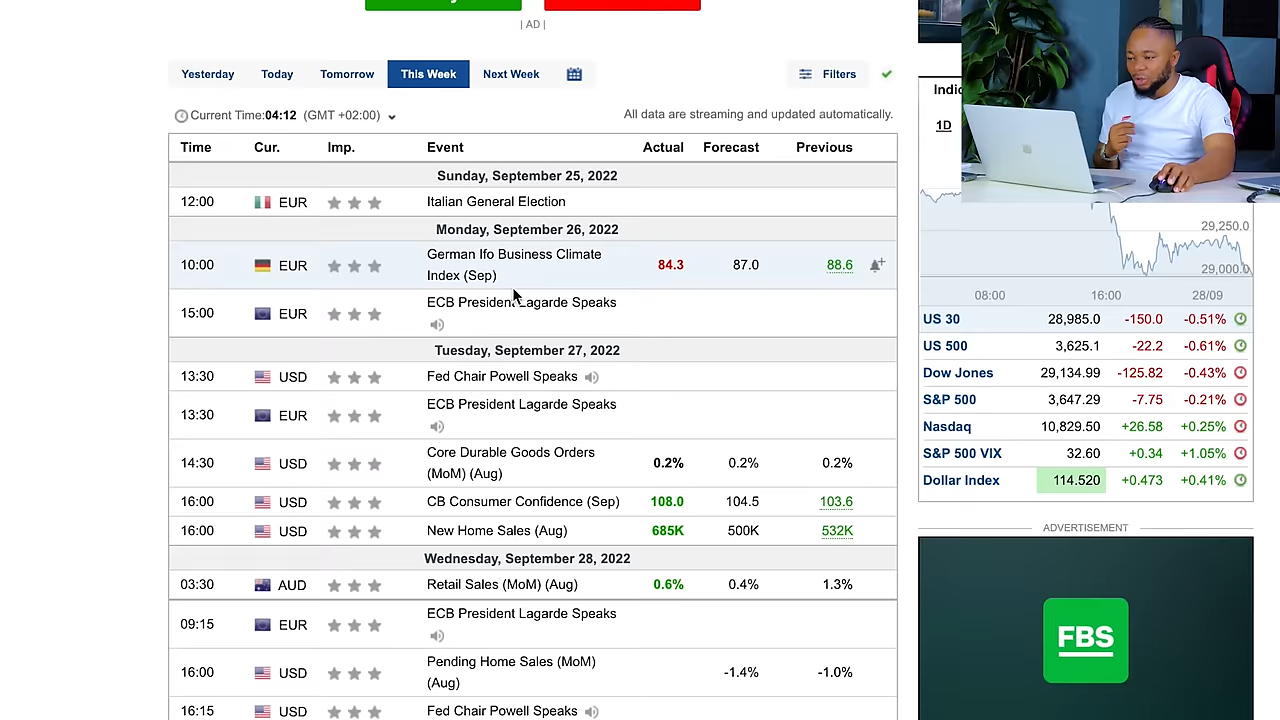 | AD |
Yesterday Today Tomorrow This Week Next Week Filters
Current Time:04:12 (GMT +02:00) All data are streaming and updated automatically.
Time Cur. Imp. Event Actual Forecast Previous
Sunday, September 25, 2022
12:00 EUR Italian General Election
Monday, September 26, 2022
10:00 EUR German Ifo Business Climate
Index (Sep) 84.3 87.0 88.6
15:00 EUR ECB President Lagarde Speaks
Tuesday, September 27, 2022
13:30 USD Fed Chair Powell Speaks
13:30 EUR ECB President Lagarde Speaks
14:30 USD Core Durable Goods Orders
(MoM) (Aug) 0.2% 0.2% 0.2%
16:00 USD CB Consumer Confidence (Sep) 108.0 104.5 103.6
16:00 USD New Home Sales (Aug) 685K 500K 532K
Wednesday, September 28, 2022
03:30 AUD Retail Sales (MoM) (Aug) 0.6% 0.4% 1.3%
09:15 EUR ECB President Lagarde Speaks
16:00 USD Pending Home Sales (MoM)
(Aug) -1.4% -1.0%
16:15 USD Fed Chair Powell Speaks
Indic
1D
29,250.0
29,000.0
08:00 16:00 28/09
US 30 28,985.0 -150.0 -0.51%
US 500 3,625.1 -22.2 -0.61%
Dow Jones 29,134.99 -125.82 -0.43%
S&P 500 3,647.29 -7.75 -0.21%
Nasdaq 10,829.50 +26.58 +0.25%
S&P 500 VIX 32.60 +0.34 +1.05%
Dollar Index 114.520 +0.473 +0.41%
ADVERTISEMENT
FBS